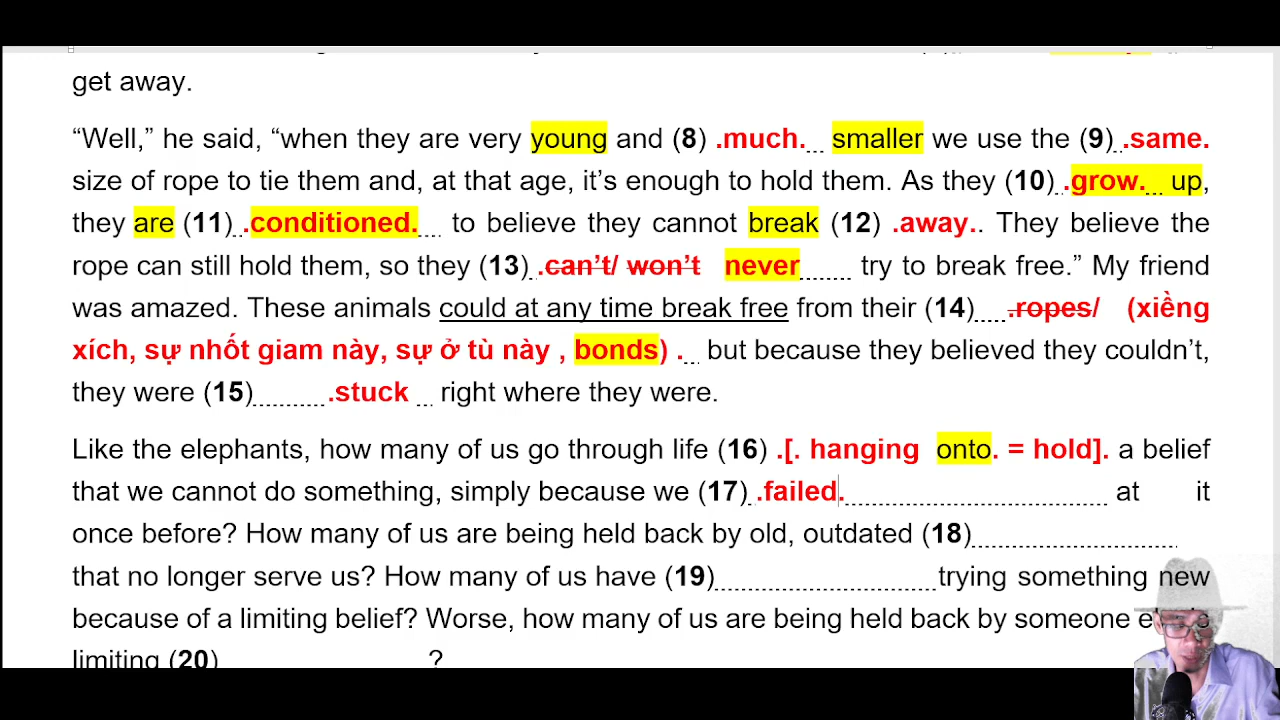 get away.
“Well,” he said, “when they are very young and (8) .much... smaller we use the (9)..same.
size of rope to tie them and, at that age, it’s enough to hold them. As they (10)..grow.... up,
they are (11)..conditioned..... to believe they cannot break (12) .away.. They believe the
rope can still hold them, so they (13)..can’t/ won’t never....... try to break free.” My friend
was amazed. These animals could at any time break free from their (14).....ropes/ (xiềng
xích, sự nhốt giam này, sự ở tù này , bonds) ... but because they believed they couldn’t,
they were (15)..........stuck ... right where they were.
Like the elephants, how many of us go through life (16) .[. hanging onto. = hold]. a belief
that we cannot do something, simply because we (17)..failed................................... at it
once before? How many of us are being held back by old, outdated (18)...........................
that no longer serve us? How many of us have (19)............................trying something new
because of a limiting belief? Worse, how many of us are being held back by someone
limiting (20)............................?